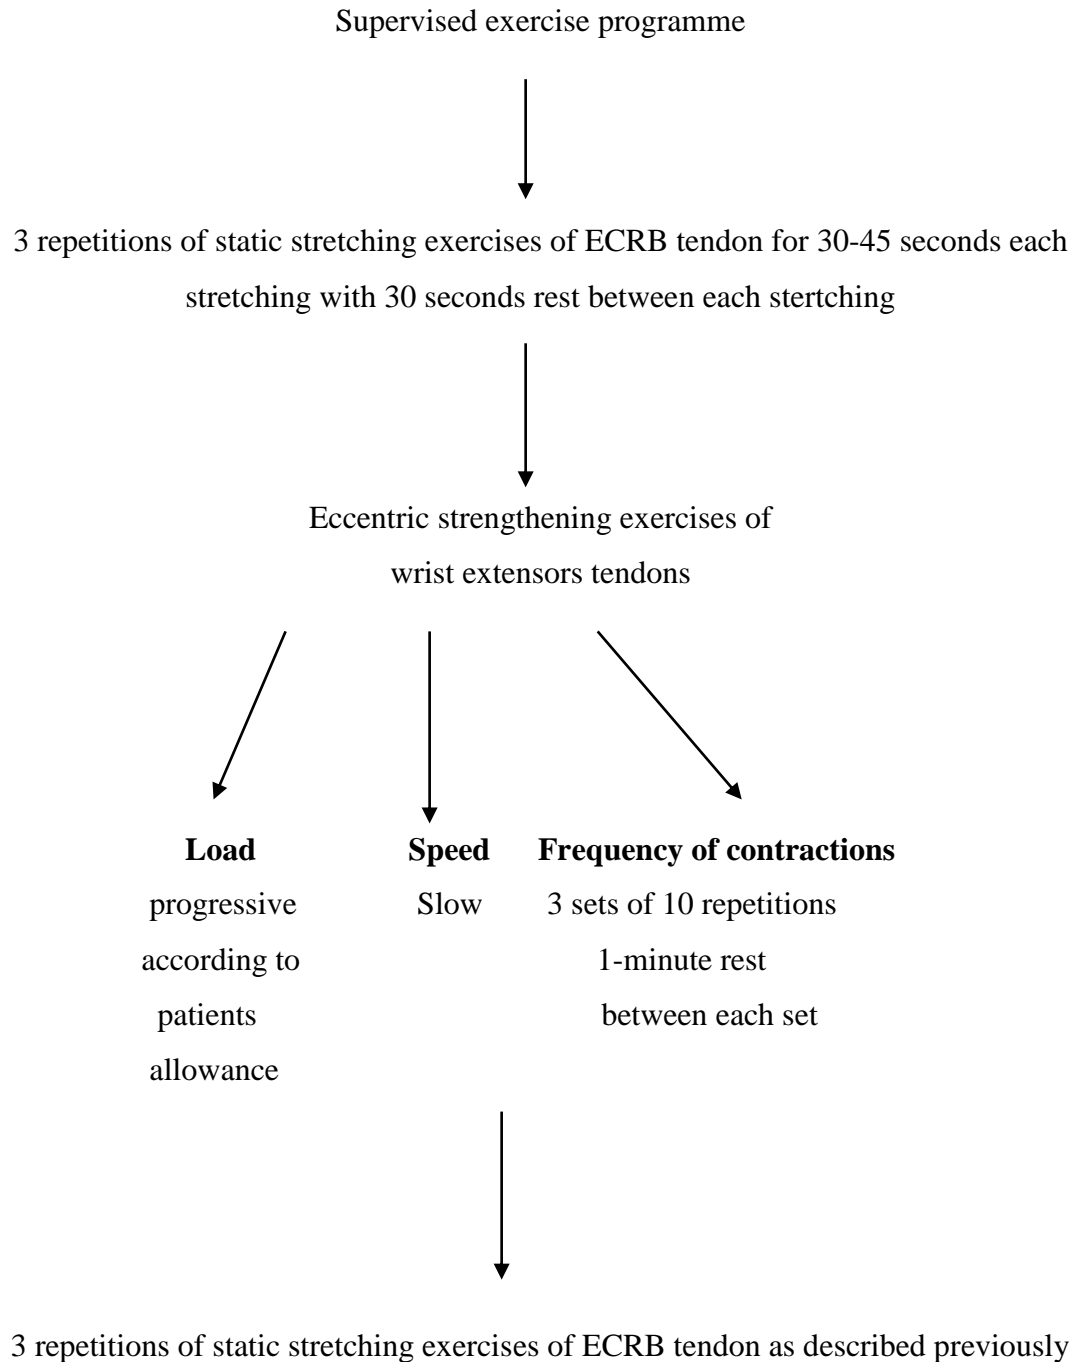 Supervised exercise programme
3 repetitions of static stretching exercises of ECRB tendon for 30-45 seconds each
stretching with 30 seconds rest between each stertching
Eccentric strengthening exercises of
wrist extensors tendons
Load
progressive
according to
patients
allowance
Speed
Slow
Frequency of contractions
3 sets of 10 repetitions
1-minute rest
between each set
3 repetitions of static stretching exercises of ECRB tendon as described previously